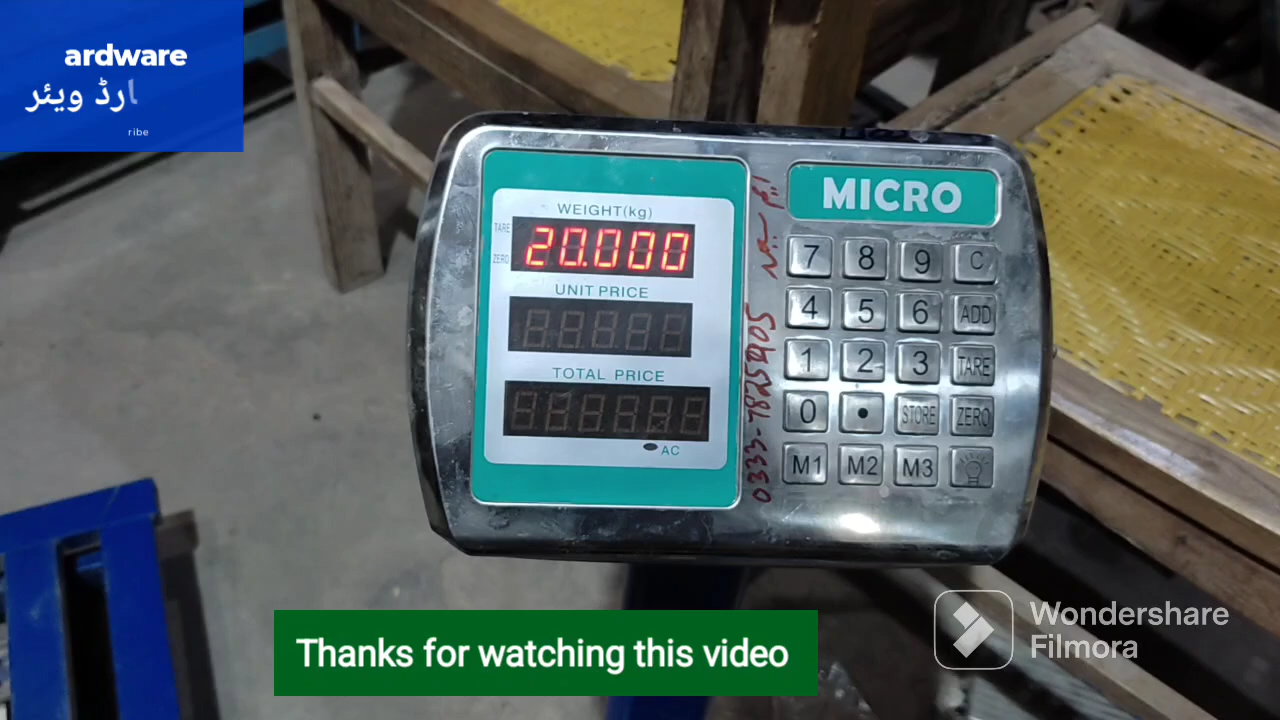 ardware
ارڈ ویئر
ribe
MICRO
WEIGHT(kg)
TARE
ZERO
20.000
UNIT PRICE
TOTAL PRICE
AC
0333-7825905
7 8 9 C
4 5 6 ADD
1 2 3 TARE
0 . STORE ZERO
M1 M2 M3
Thanks for watching this video
Wondershare
Filmora